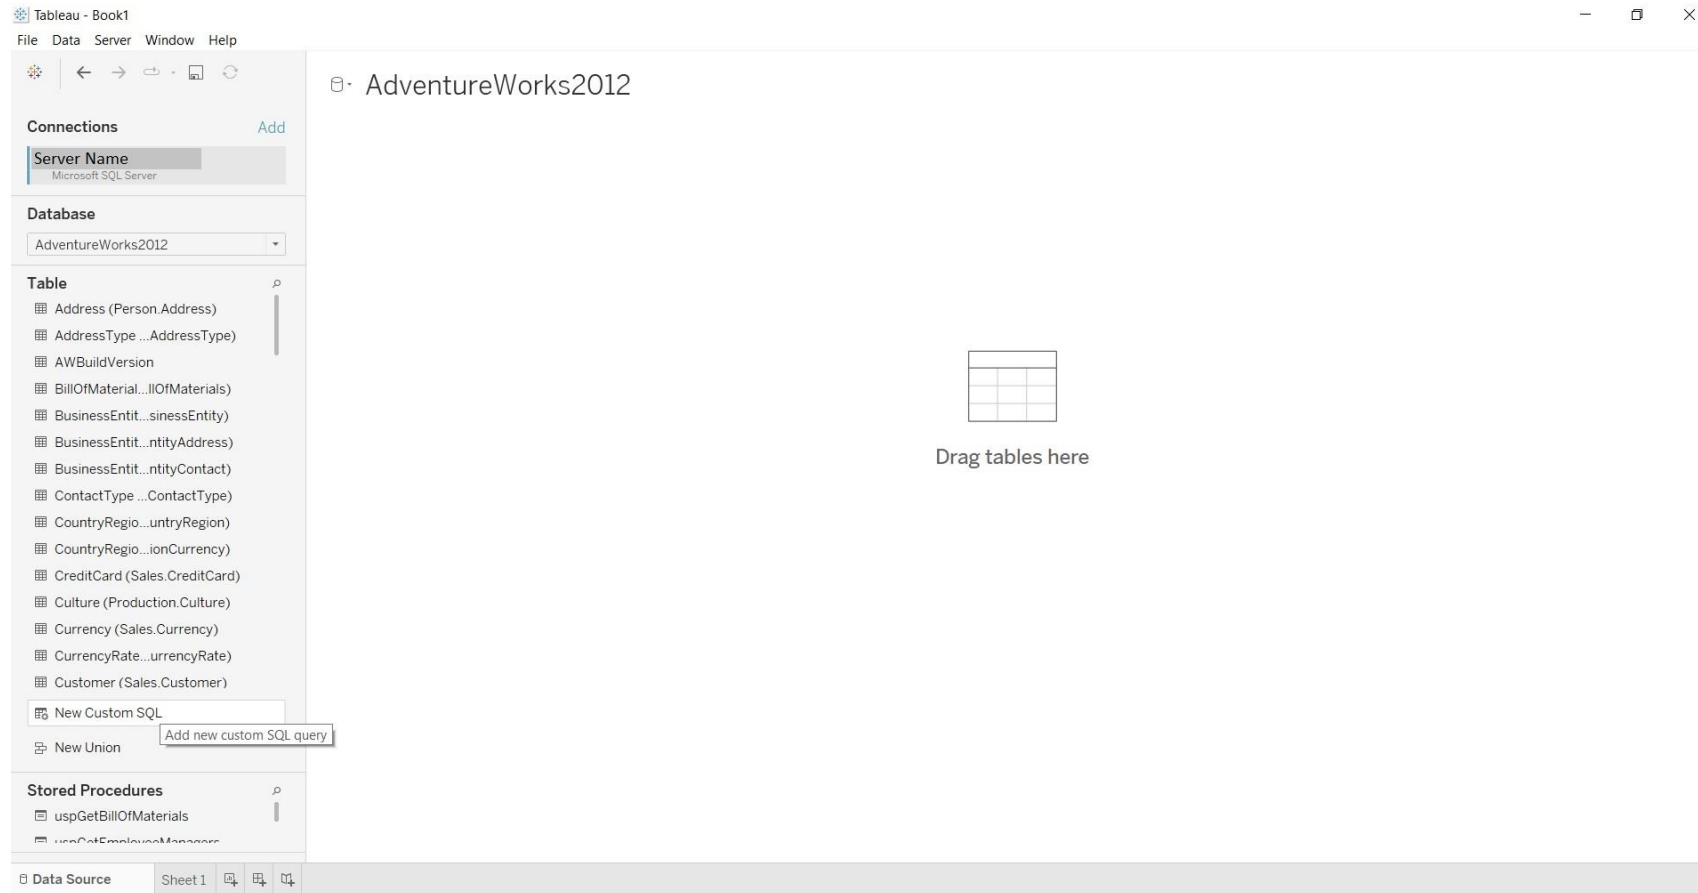 Tableau - Book1
File Data Server Window Help
AdventureWorks2012
Connections Add
Server Name
Microsoft SQL Server
Database
AdventureWorks2012
Table
Address (Person.Address)
AddressType ...AddressType)
AWBuildVersion
BillOfMaterial...llOfMaterials)
BusinessEntit...sinessEntity)
BusinessEntit...ntityAddress)
BusinessEntit...ntityContact)
ContactType ...ContactType)
CountryRegio...untryRegion)
CountryRegio...ionCurrency)
CreditCard (Sales.CreditCard)
Culture (Production.Culture)
Currency (Sales.Currency)
CurrencyRate...urrencyRate)
Customer (Sales.Customer)
New Custom SQL
Add new custom SQL query
New Union
Stored Procedures
uspGetBillOfMaterials
uspGetEmployeeManagers
Drag tables here
Data Source Sheet 1